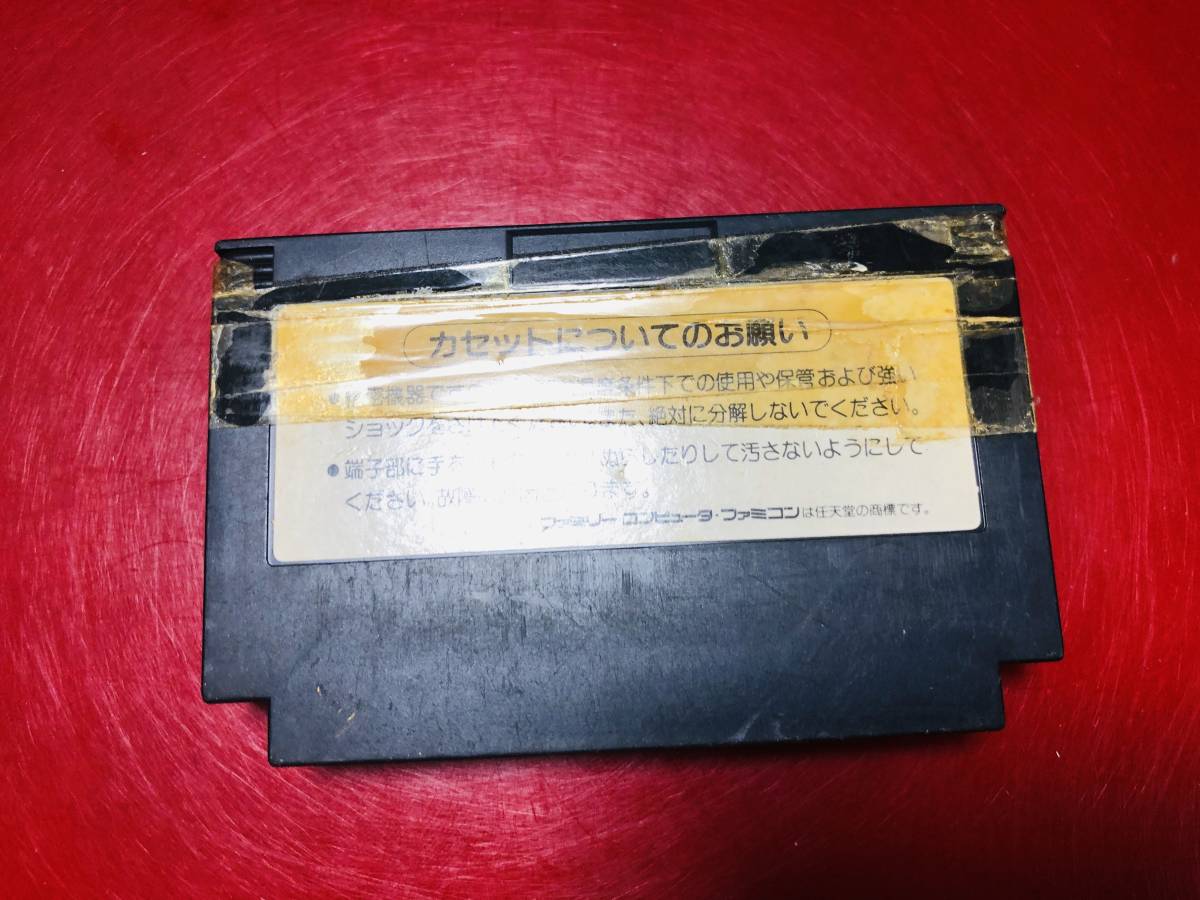 カセットについてのお願い
● 機器で 条件下での使用や保管および強い
ショックを 絶対に分解しないでください。
● 端子部に手を したりして汚さないようにして
ください。故障 ます。
ファミリーコンピュータ・ファミコンは任天堂の商標です。